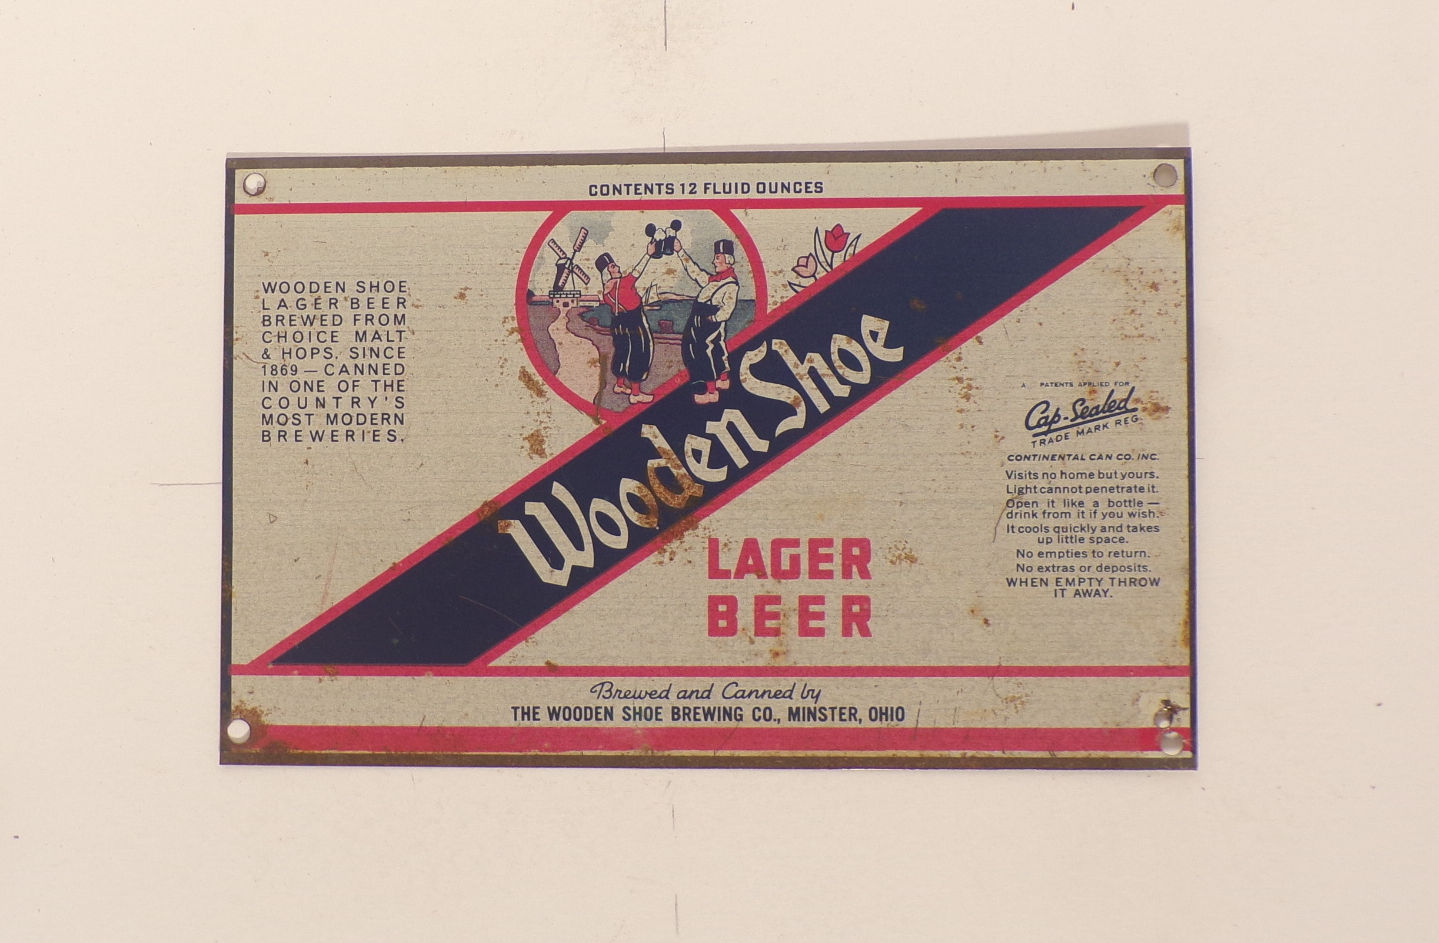 CONTENTS 12 FLUID OUNCES
WOODEN SHOE
LAGER BEER
BREWED FROM
CHOICE MALT
& HOPS, SINCE
1869 — CANNED
IN ONE OF THE
COUNTRY'S
MOST MODERN
BREWERIES.
Wooden Shoe
LAGER
BEER
A PATENTS APPLIED FOR
Cap-Sealed
TRADE MARK REG.
CONTINENTAL CAN CO. INC.
Visits no home but yours.
Light cannot penetrate it.
Open it like a bottle —
drink from it if you wish.
It cools quickly and takes
up little space.
No empties to return.
No extras or deposits.
WHEN EMPTY THROW
IT AWAY.
Brewed and Canned by
THE WOODEN SHOE BREWING CO., MINSTER, OHIO